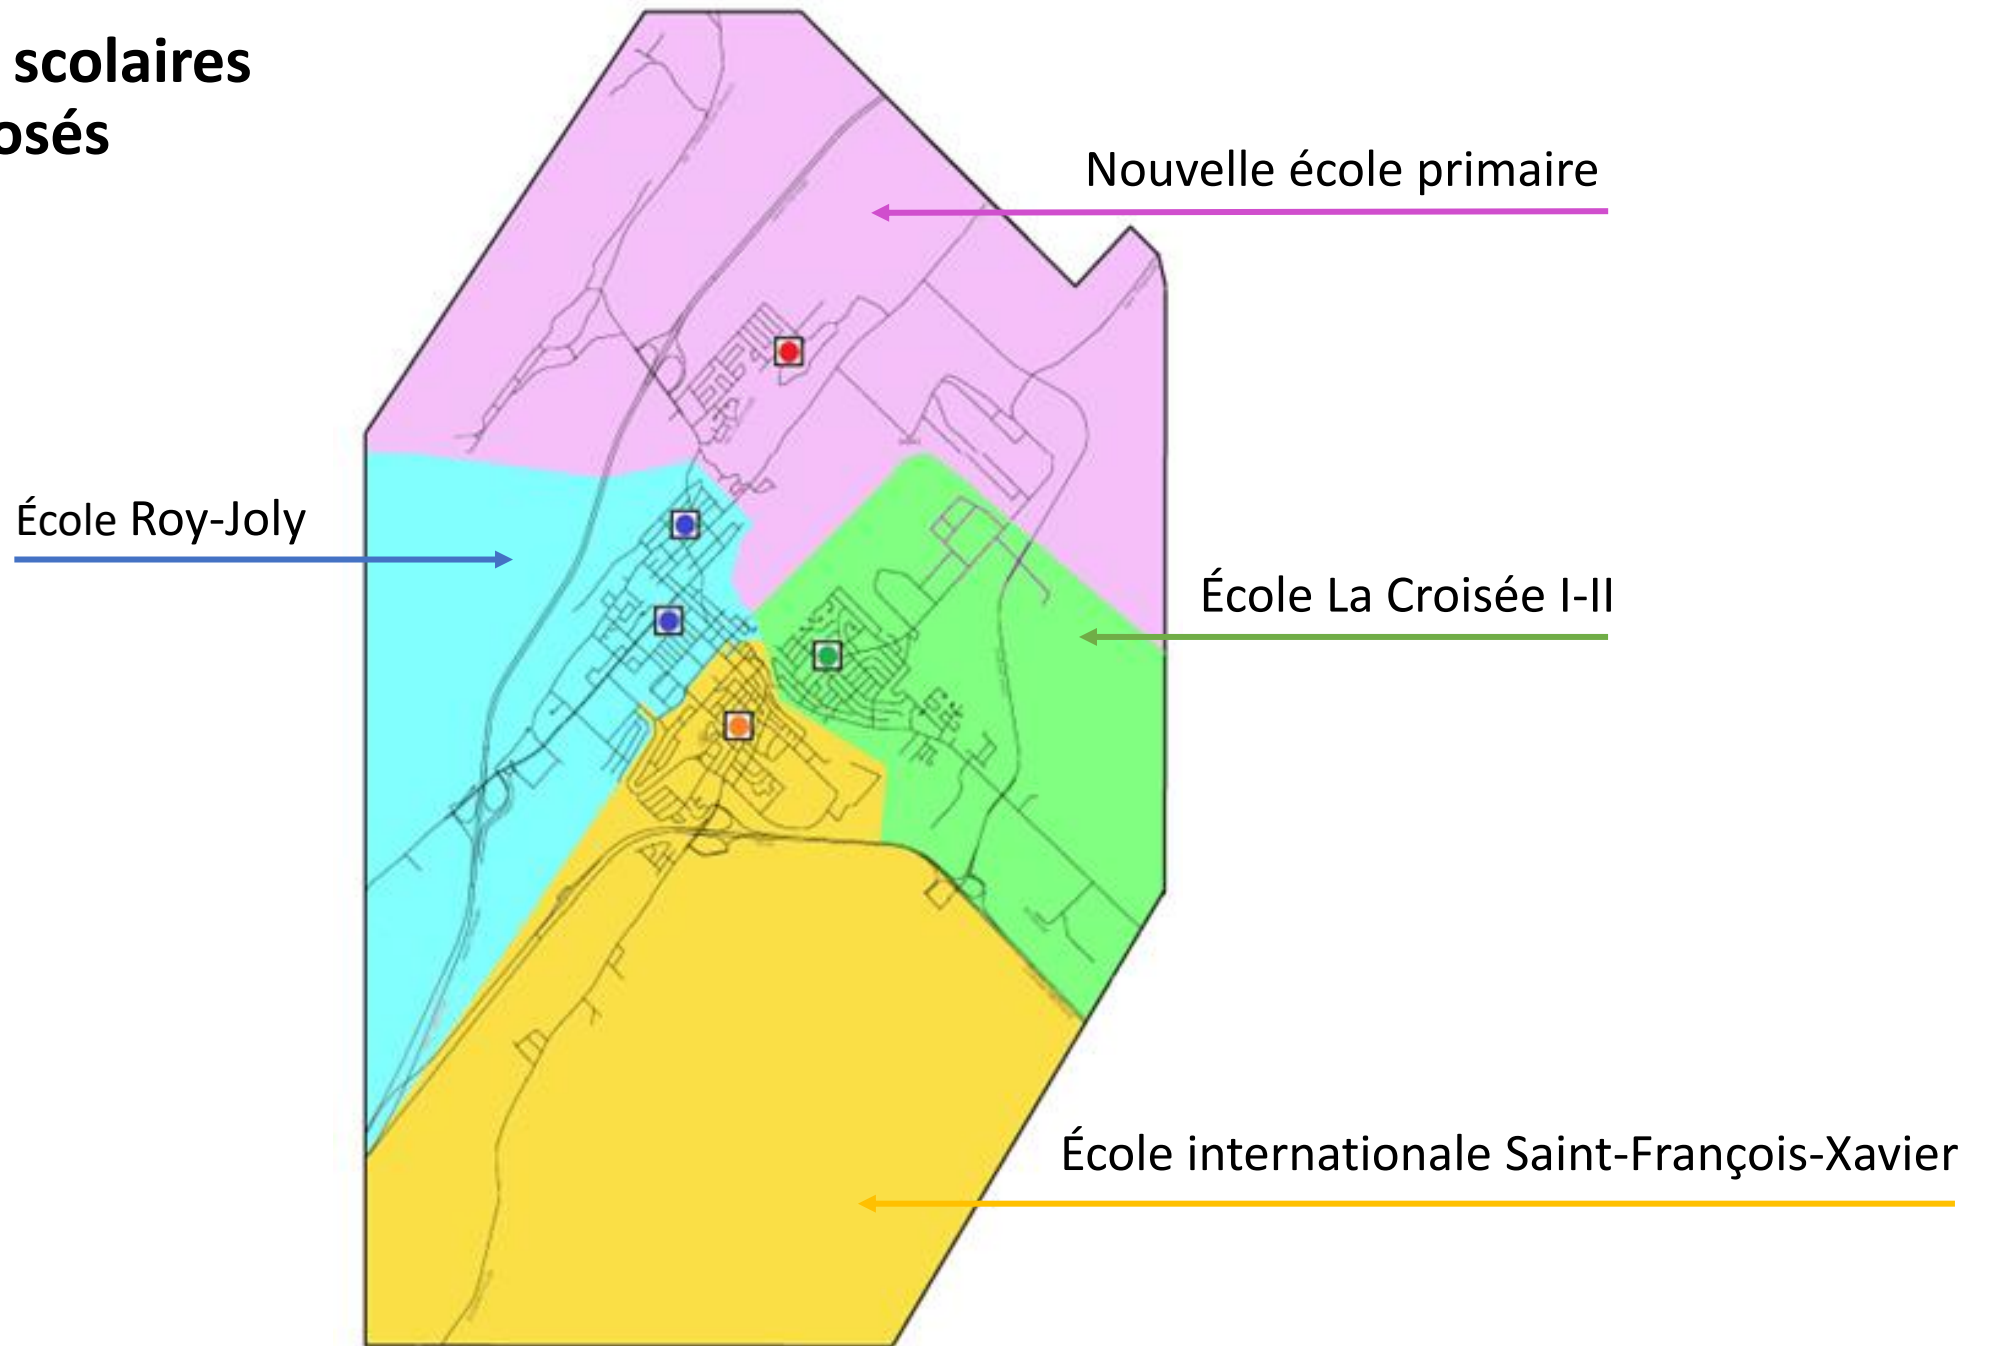 scolaires
osés
Nouvelle école primaire
École Roy-Joly
École La Croisée I-II
École internationale Saint-François-Xavier